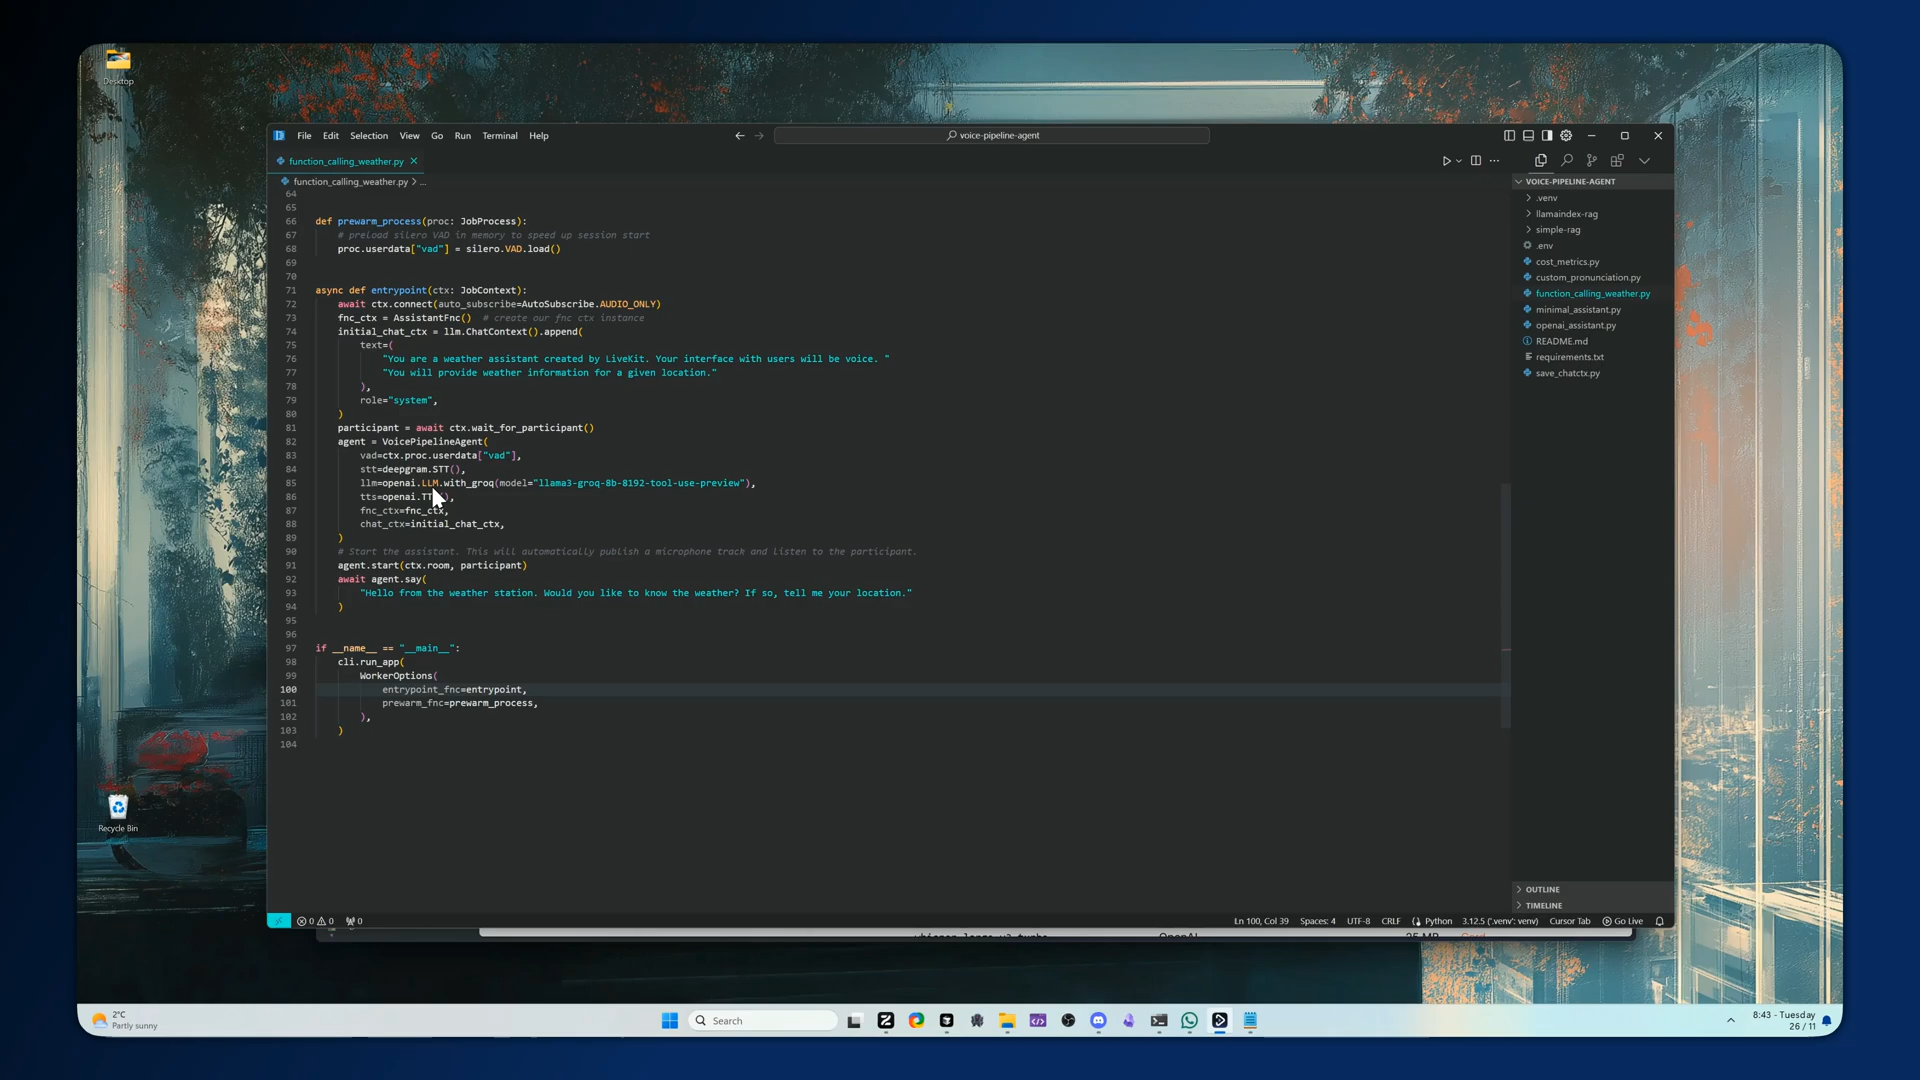 Desktop
File Edit Selection View Go Run Terminal Help
voice-pipeline-agent
function_calling_weather.py
function_calling_weather.py > ...
64
65
66 def prewarm_process(proc: JobProcess):
67 # preload silero VAD in memory to speed up session start
68 proc.userdata["vad"] = silero.VAD.load()
69
70
71 async def entrypoint(ctx: JobContext):
72 await ctx.connect(auto_subscribe=AutoSubscribe.AUDIO_ONLY)
73 fnc_ctx = AssistantFnc() # create our fnc ctx instance
74 initial_chat_ctx = llm.ChatContext().append(
75 text=(
76 "You are a weather assistant created by LiveKit. Your interface with users will be voice. "
77 "You will provide weather information for a given location."
78 ),
79 role="system",
80 )
81 participant = await ctx.wait_for_participant()
82 agent = VoicePipelineAgent(
83 vad=ctx.proc.userdata["vad"],
84 stt=deepgram.STT(),
85 llm=openai.LLM.with_groq(model="llama3-groq-8b-8192-tool-use-preview"),
86 tts=openai.TTS(),
87 fnc_ctx=fnc_ctx,
88 chat_ctx=initial_chat_ctx,
89 )
90 # Start the assistant. This will automatically publish a microphone track and listen to the participant.
91 agent.start(ctx.room, participant)
92 await agent.say(
93 "Hello from the weather station. Would you like to know the weather? If so, tell me your location."
94 )
95
96
97 if __name__ == "__main__":
98 cli.run_app(
99 WorkerOptions(
100 entrypoint_fnc=entrypoint,
101 prewarm_fnc=prewarm_process,
102 ),
103 )
104
VOICE-PIPELINE-AGENT
.venv
llamaindex-rag
simple-rag
.env
cost_metrics.py
custom_pronunciation.py
function_calling_weather.py
minimal_assistant.py
openai_assistant.py
README.md
requirements.txt
save_chatctx.py
OUTLINE
TIMELINE
0 0 0
Ln 100, Col 39 Spaces: 4 UTF-8 CRLF Python 3.12.5 ('.venv': venv) Cursor Tab Go Live
Recycle Bin
2°C
Partly sunny
Search
8:43 - Tuesday
26 / 11